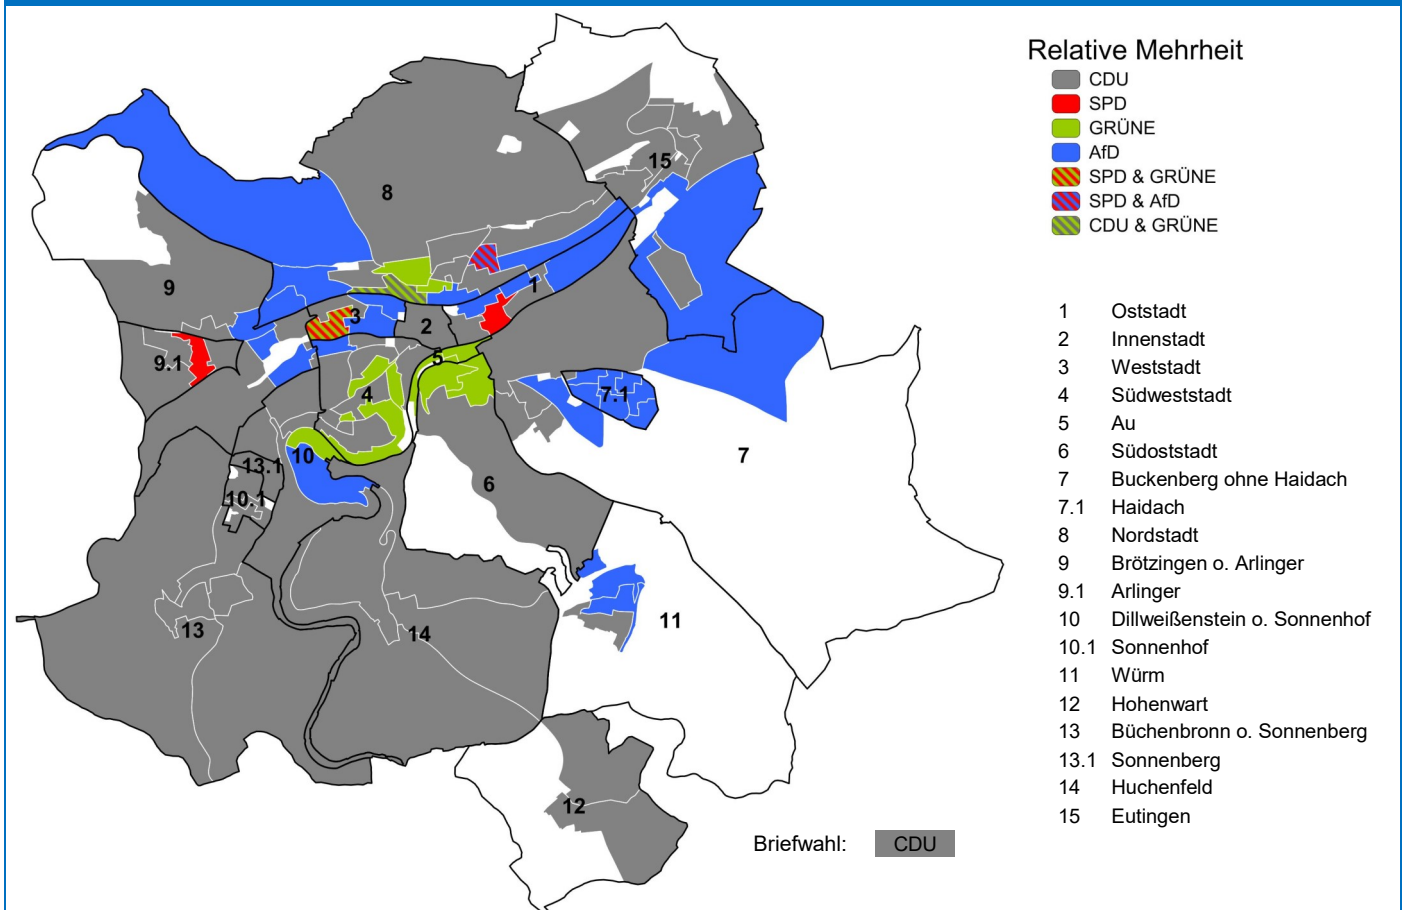 Relative Mehrheit
CDU
SPD
GRÜNE
AfD
SPD & GRÜNE
SPD & AfD
CDU & GRÜNE
1 Oststadt
2 Innenstadt
3 Weststadt
4 Südweststadt
5 Au
6 Südoststadt
7 Buckenberg ohne Haidach
7.1 Haidach
8 Nordstadt
9 Brötzingen o. Arlinger
9.1 Arlinger
10 Dillweißenstein o. Sonnenhof
10.1 Sonnenhof
11 Würm
12 Hohenwart
13 Büchenbronn o. Sonnenberg
13.1 Sonnenberg
14 Huchenfeld
15 Eutingen
15
8
9
1
3
2
9.1
5
4
7.1
10
7
13.1
6
10.1
11
13
14
12
Briefwahl: CDU